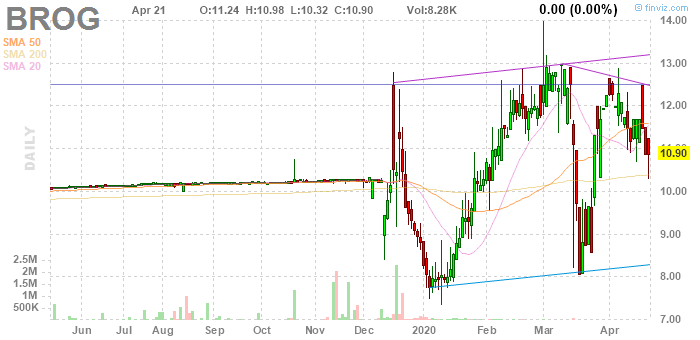 BROG Apr 21 O:11.24 H:10.98 L:10.32 C:10.90 Vol:8.28K 0.00 (0.00%) © finviz.com
SMA 50
SMA 200
SMA 20
DAILY
14.00
13.00
12.00
11.00
10.90
10.00
9.00
8.00
7.00
2.5M
2M
1.5M
1M
500K
Jun Jul Aug Sep Oct Nov Dec 2020 Feb Mar Apr